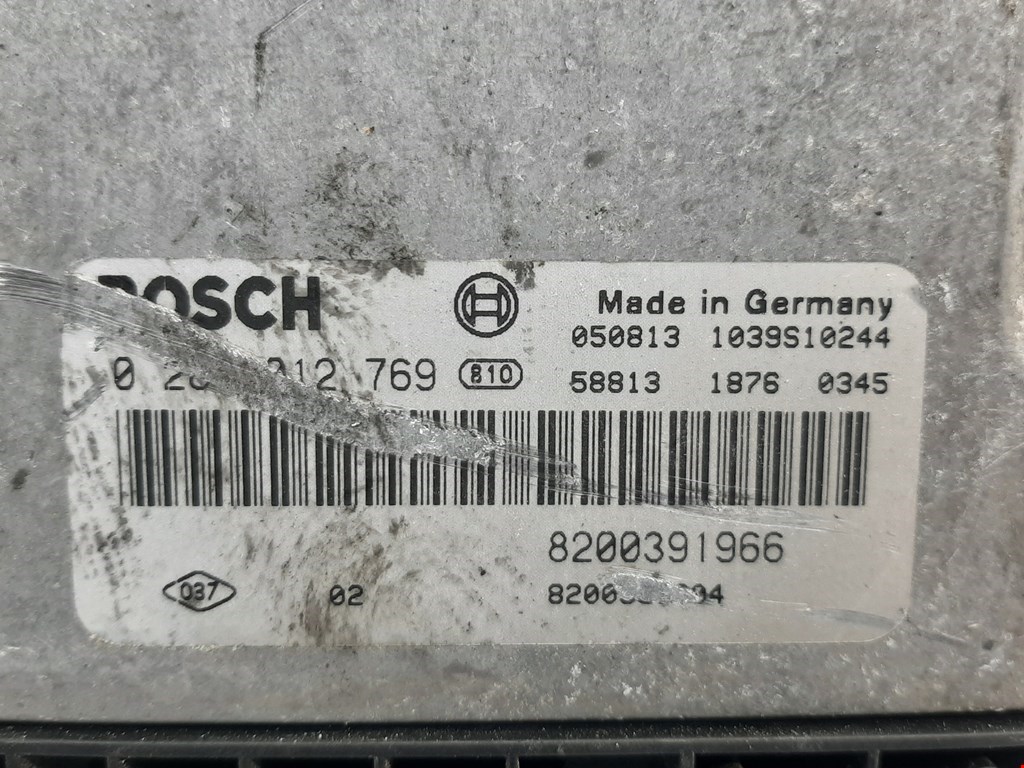 BOSCH
Made in Germany
050813 1039S10244
769 810
58813 1876 0345
8200391966
037 02